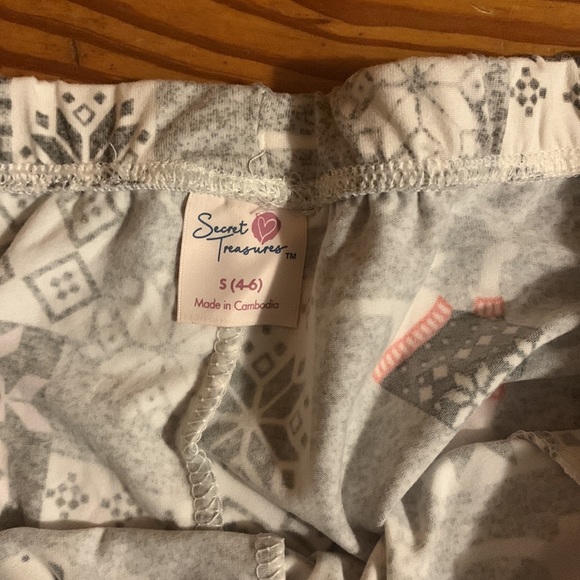 Secret
Treasures™
S (4-6)
Made in Cambodia